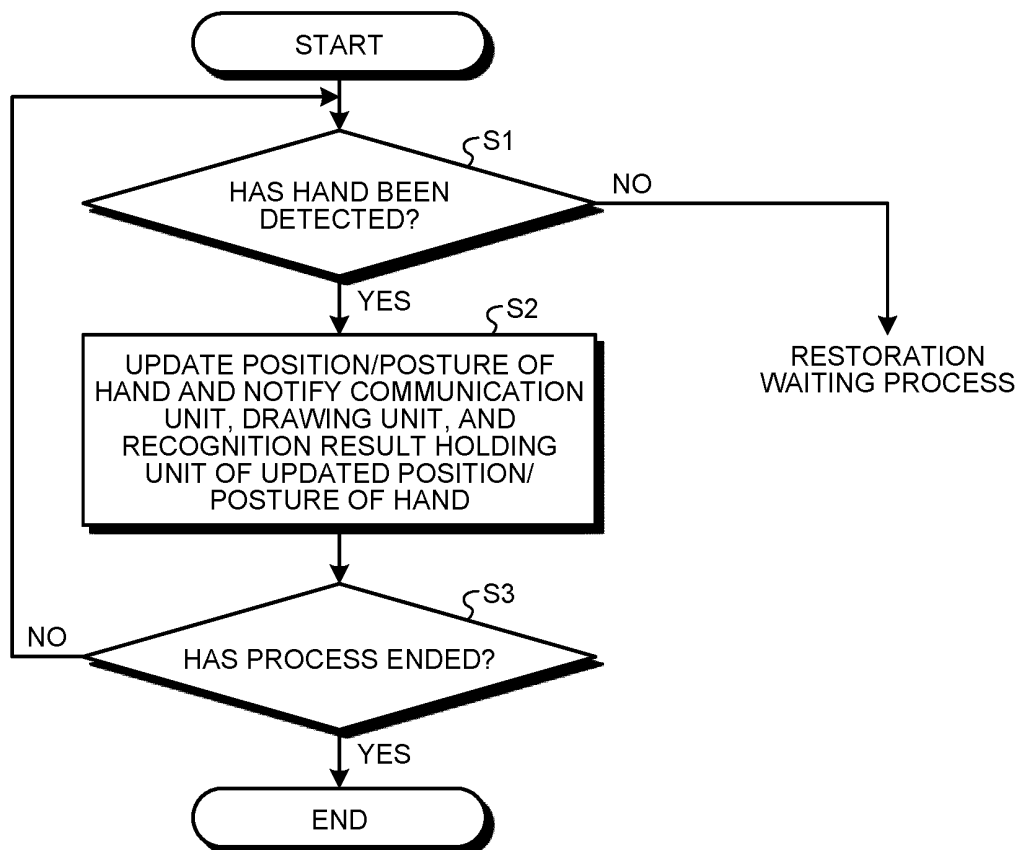 START
S1
HAS HAND BEEN
DETECTED?
NO
YES
S2
UPDATE POSITION/POSTURE OF
HAND AND NOTIFY COMMUNICATION
UNIT, DRAWING UNIT, AND
RECOGNITION RESULT HOLDING
UNIT OF UPDATED POSITION/
POSTURE OF HAND
RESTORATION
WAITING PROCESS
S3
NO
HAS PROCESS ENDED?
YES
END